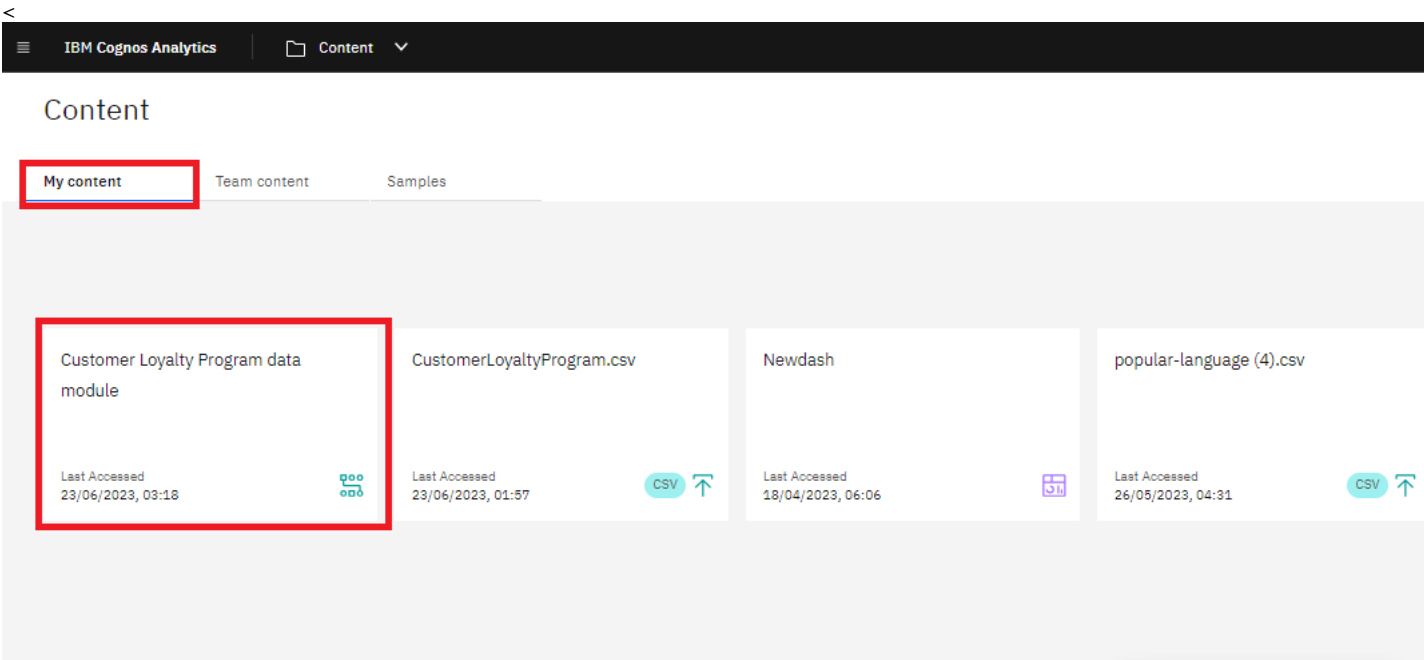 <
IBM Cognos Analytics Content
Content
My content Team content Samples
Customer Loyalty Program data
module
Last Accessed
23/06/2023, 03:18
CustomerLoyaltyProgram.csv
Last Accessed
23/06/2023, 01:57
CSV
Newdash
Last Accessed
18/04/2023, 06:06
popular-language (4).csv
Last Accessed
26/05/2023, 04:31
CSV